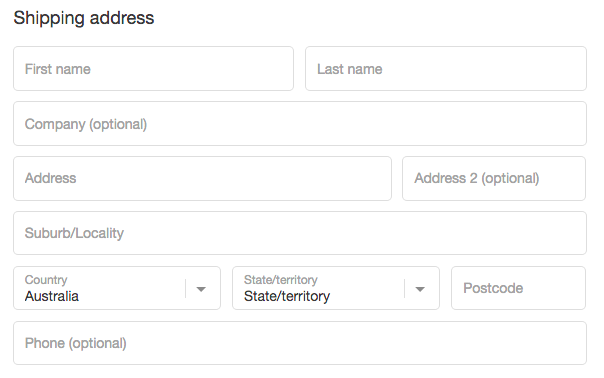 Shipping address
First name Last name
Company (optional)
Address Address 2 (optional)
Suburb/Locality
Country State/territory
Australia State/territory Postcode
Phone (optional)